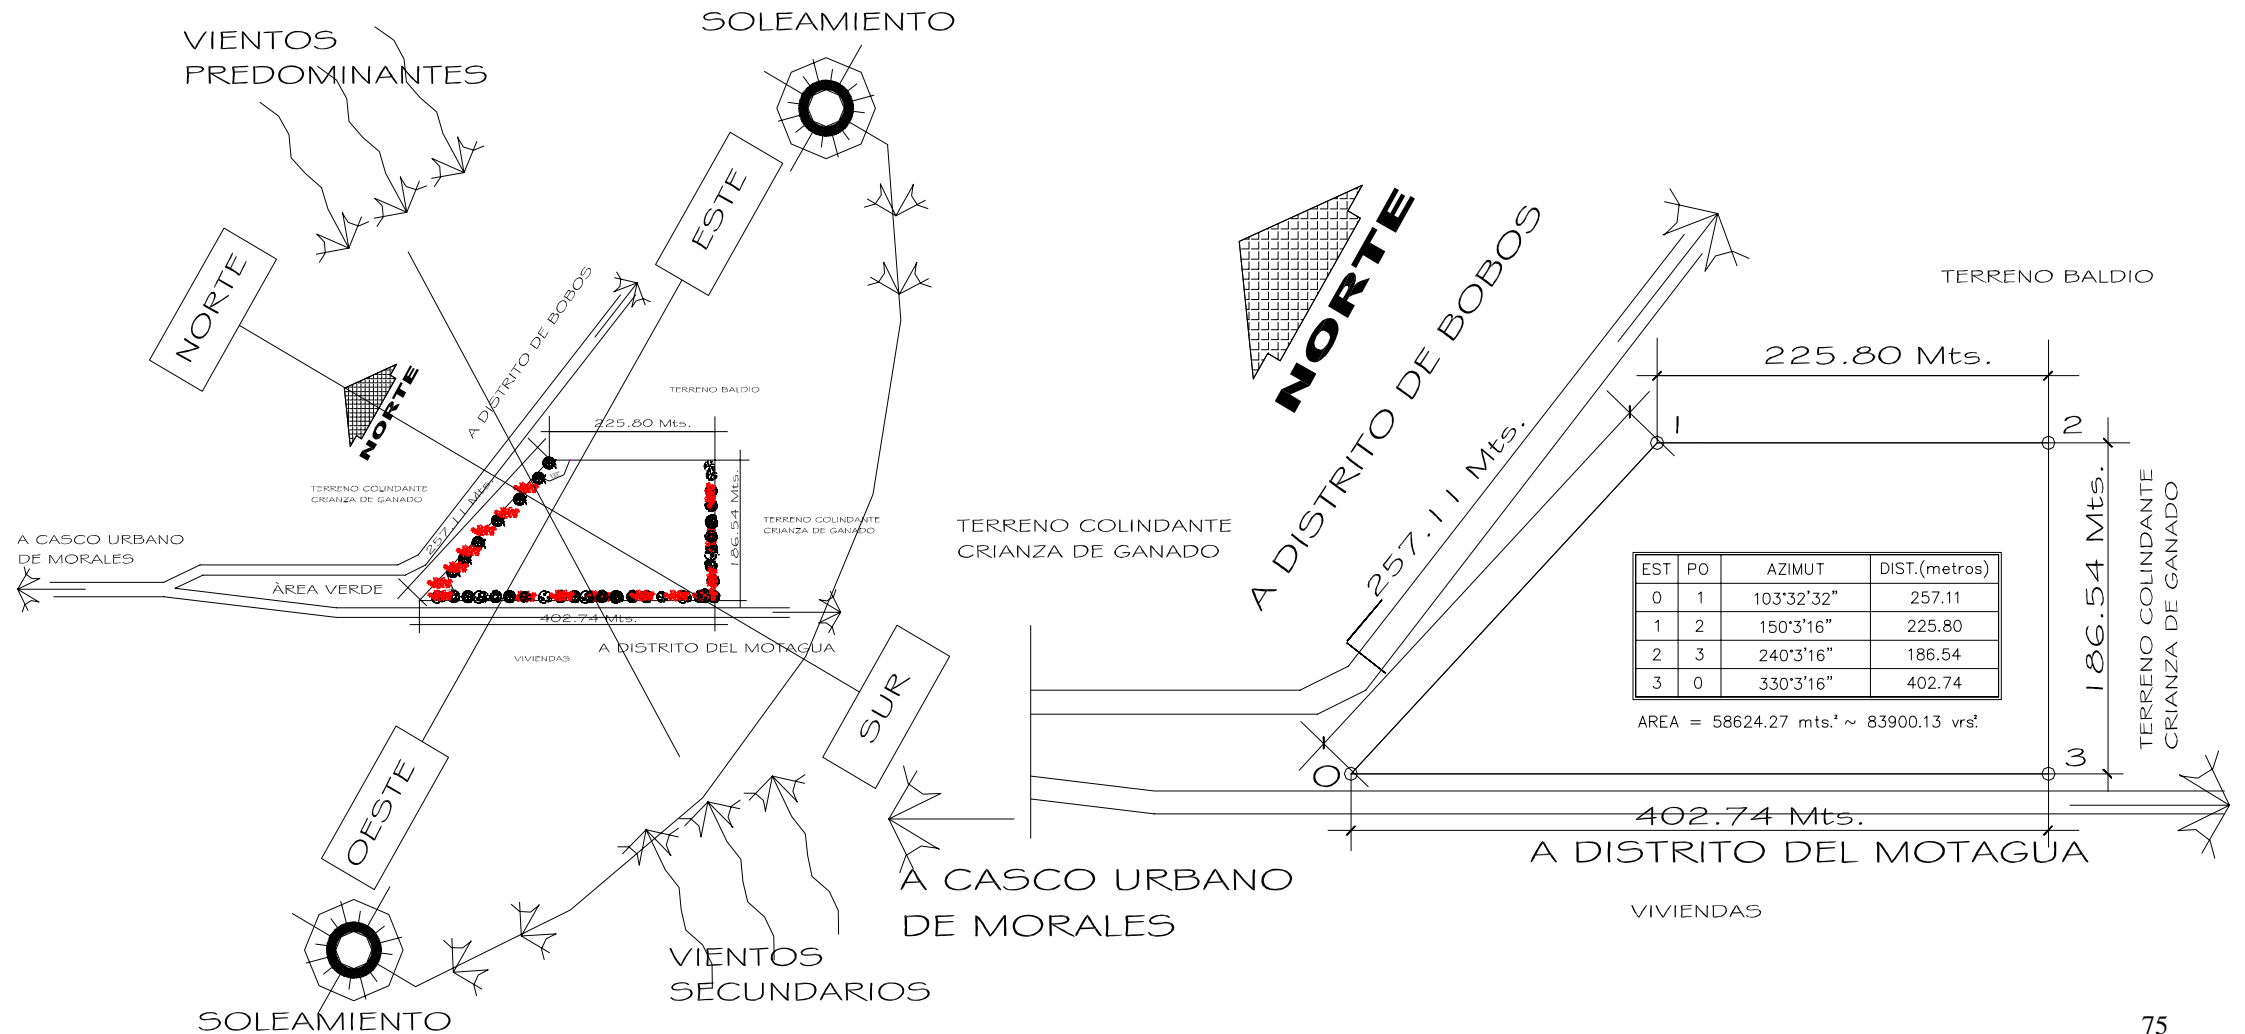 SOLEAMIENTO
VIENTOS
PREDOMINANTES
ESTE
NORTE
NORTE
A DISTRITO DE BOBOS
TERRENO BALDIO
225.80 Mts.
257.11 Mts.
186.54 Mts.
TERRENO COLINDANTE
CRIANZA DE GANADO
TERRENO COLINDANTE
CRIANZA DE GANADO
A CASCO URBANO
DE MORALES
ÀREA VERDE
402.74 Mts.
A DISTRITO DEL MOTAGUA
VIVIENDAS
SUR
OESTE
VIENTOS
SECUNDARIOS
SOLEAMIENTO
NORTE
A DISTRITO DE BOBOS
TERRENO BALDIO
225.80 Mts.
1
2
257.11 Mts.
186.54 Mts.
TERRENO COLINDANTE
CRIANZA DE GANADO
TERRENO COLINDANTE
CRIANZA DE GANADO
EST PO AZIMUT DIST.(metros)
0 1 103°32'32" 257.11
1 2 150°3'16" 225.80
2 3 240°3'16" 186.54
3 0 330°3'16" 402.74
AREA = 58624.27 mts.² ~ 83900.13 vrs².
0
3
402.74 Mts.
A DISTRITO DEL MOTAGUA
A CASCO URBANO
DE MORALES
VIVIENDAS
75